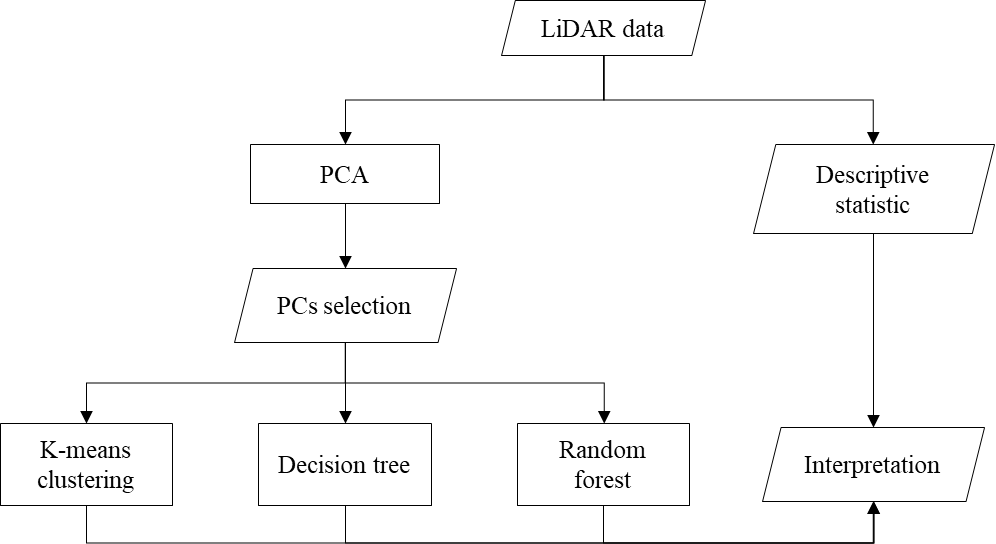 LiDAR data
PCA
Descriptive
statistic
PCs selection
K-means
clustering
Decision tree
Random
forest
Interpretation